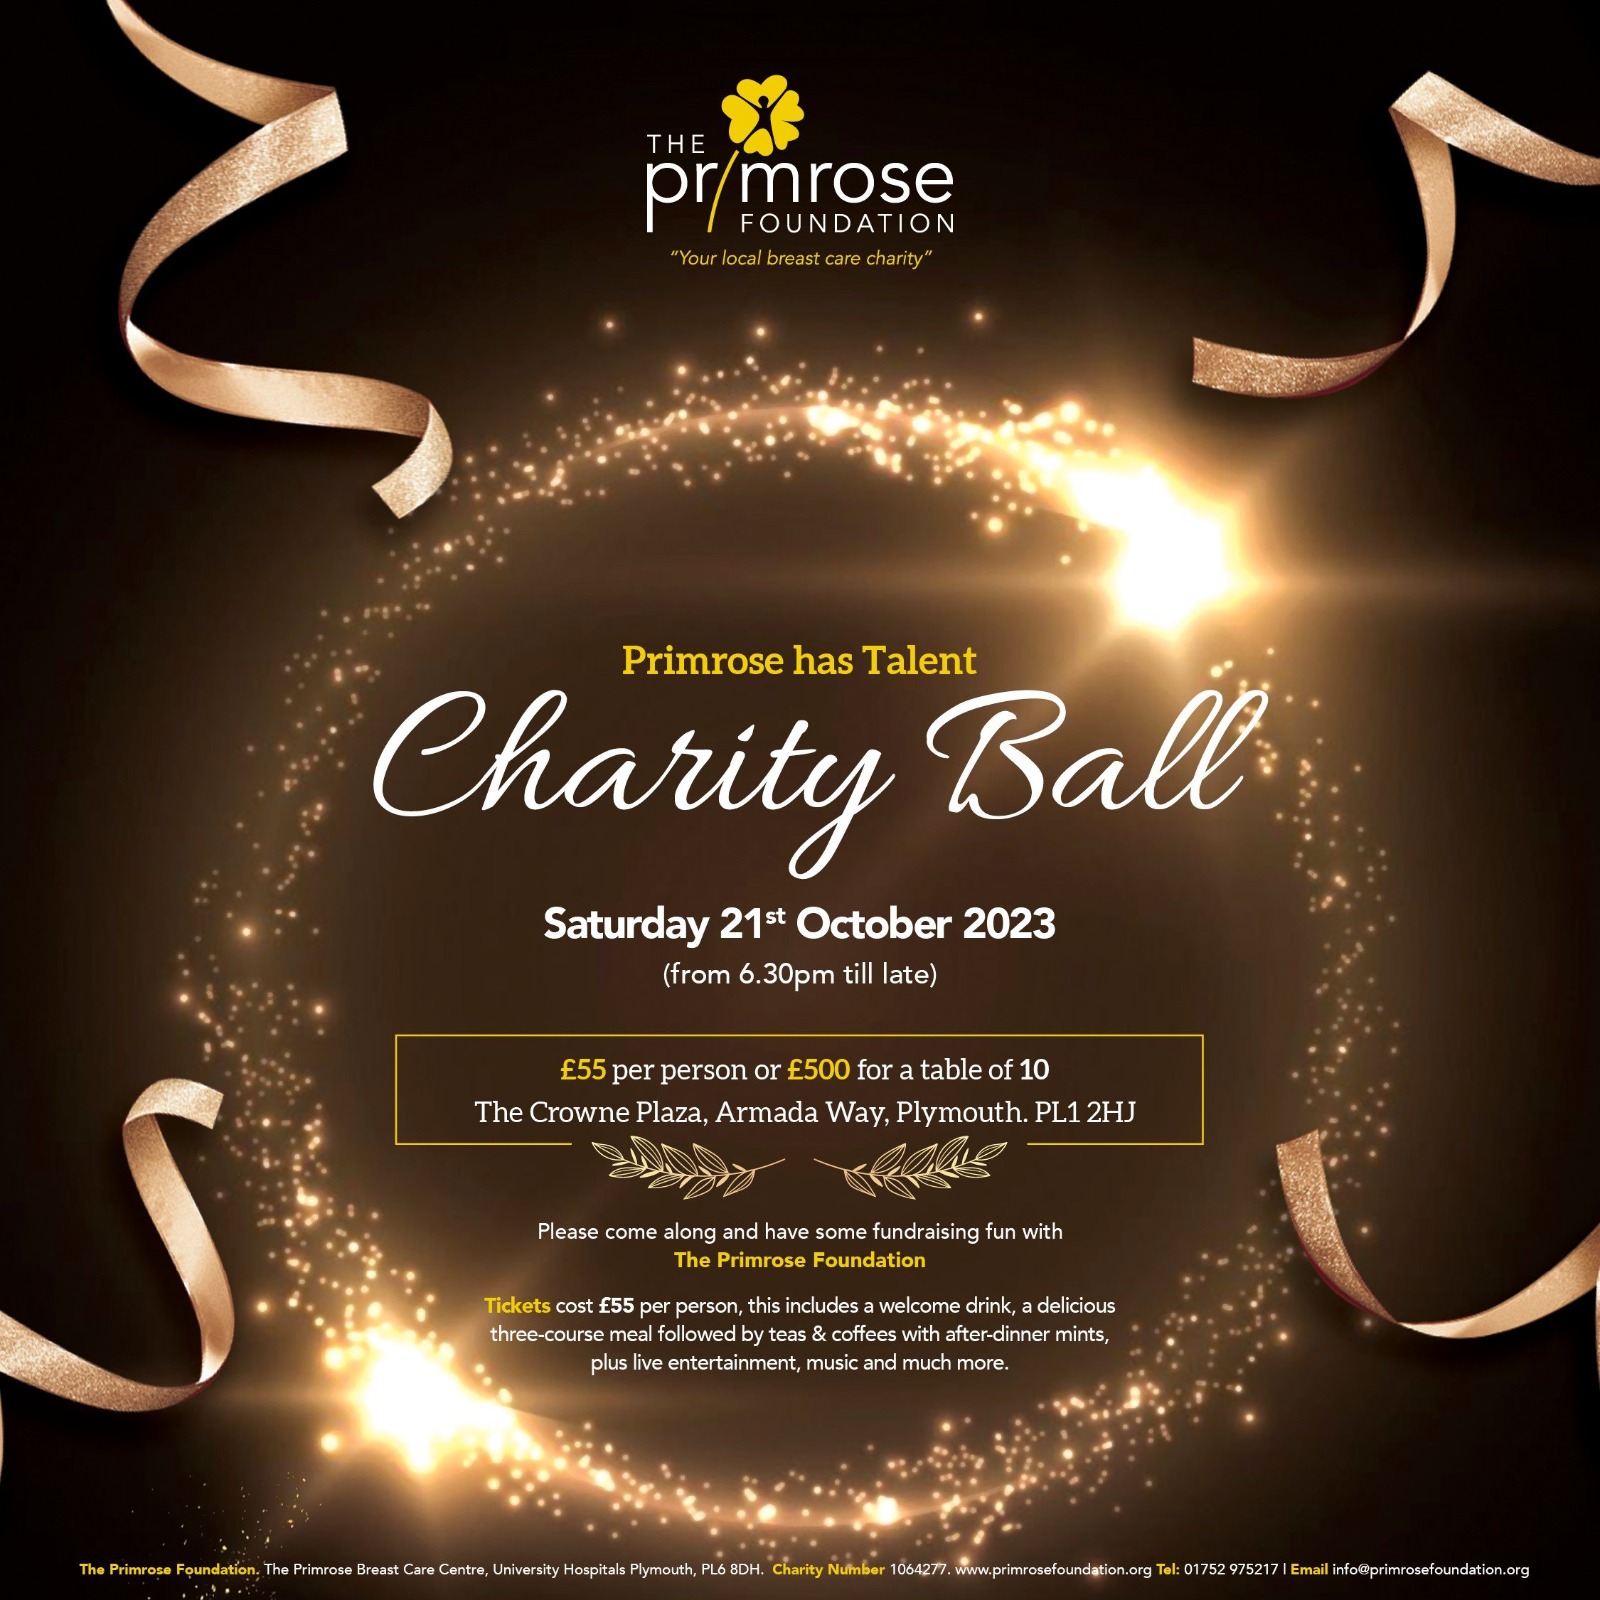 THE
primrose
FOUNDATION
"Your local breast care charity"
Primrose has Talent
Charity Ball
Saturday 21st October 2023
(from 6.30pm till late)
£55 per person or £500 for a table of 10
The Crowne Plaza, Armada Way, Plymouth. PL1 2HJ
Please come along and have some fundraising fun with
The Primrose Foundation
Tickets cost £55 per person, this includes a welcome drink, a delicious
three-course meal followed by teas & coffees with after-dinner mints,
plus live entertainment, music and much more.
The Primrose Foundation. The Primrose Breast Care Centre, University Hospitals Plymouth, PL6 8DH. Charity Number 1064277. www.primrosefoundation.org Tel: 01752 975217 | Email info@primrosefoundation.org